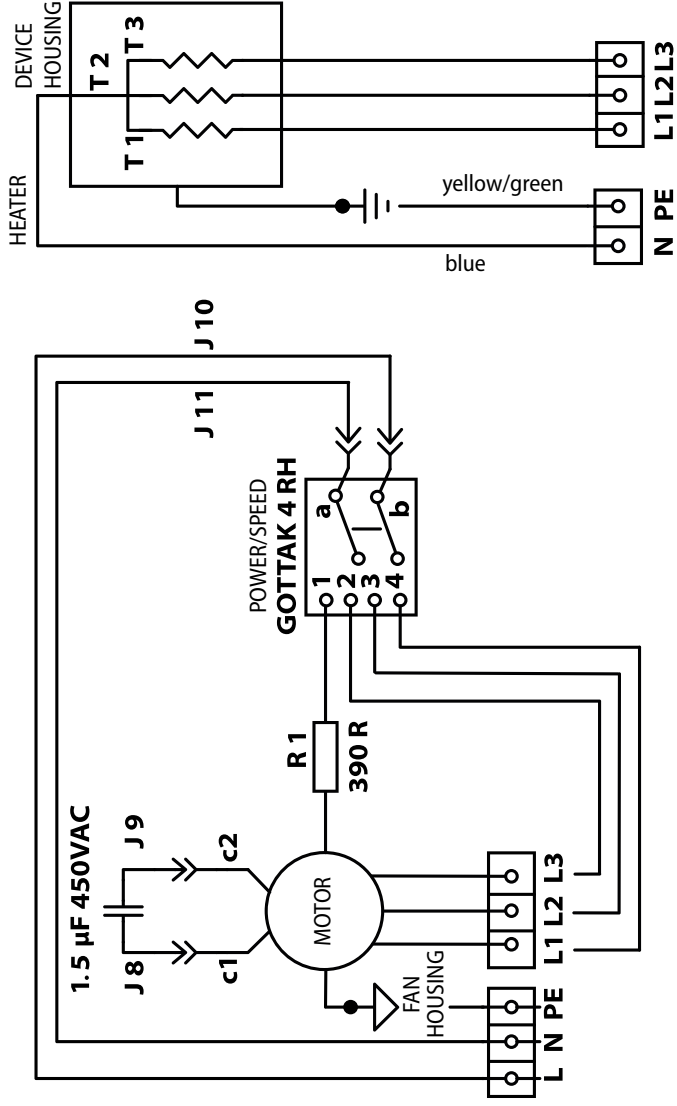 DEVICE
HOUSING
T 3
T 2
T 1
HEATER
L1 L2 L3
yellow/green
blue
N PE
J 10
J 11
POWER/SPEED
GOTTAK 4 RH
a
b
1
2
3
4
R 1
390 R
1.5 µF 450VAC
J 8
J 9
c1
c2
MOTOR
FAN
HOUSING
L1 L2 L3
L N PE